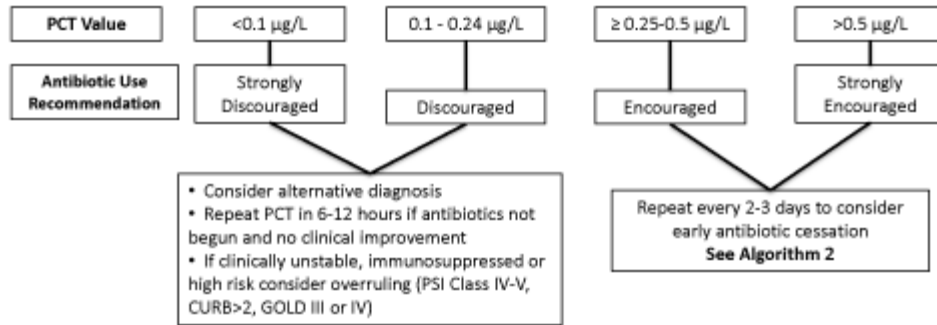 PCT Value
<0.1 µg/L
0.1 - 0.24 µg/L
≥ 0.25-0.5 µg/L
>0.5 µg/L
Antibiotic Use
Recommendation
Strongly
Discouraged
Discouraged
Encouraged
Strongly
Encouraged
• Consider alternative diagnosis
• Repeat PCT in 6-12 hours if antibiotics not
begun and no clinical improvement
• If clinically unstable, immunosuppressed or
high risk consider overruling (PSI Class IV-V,
CURB>2, GOLD III or IV)
Repeat every 2-3 days to consider
early antibiotic cessation
See Algorithm 2